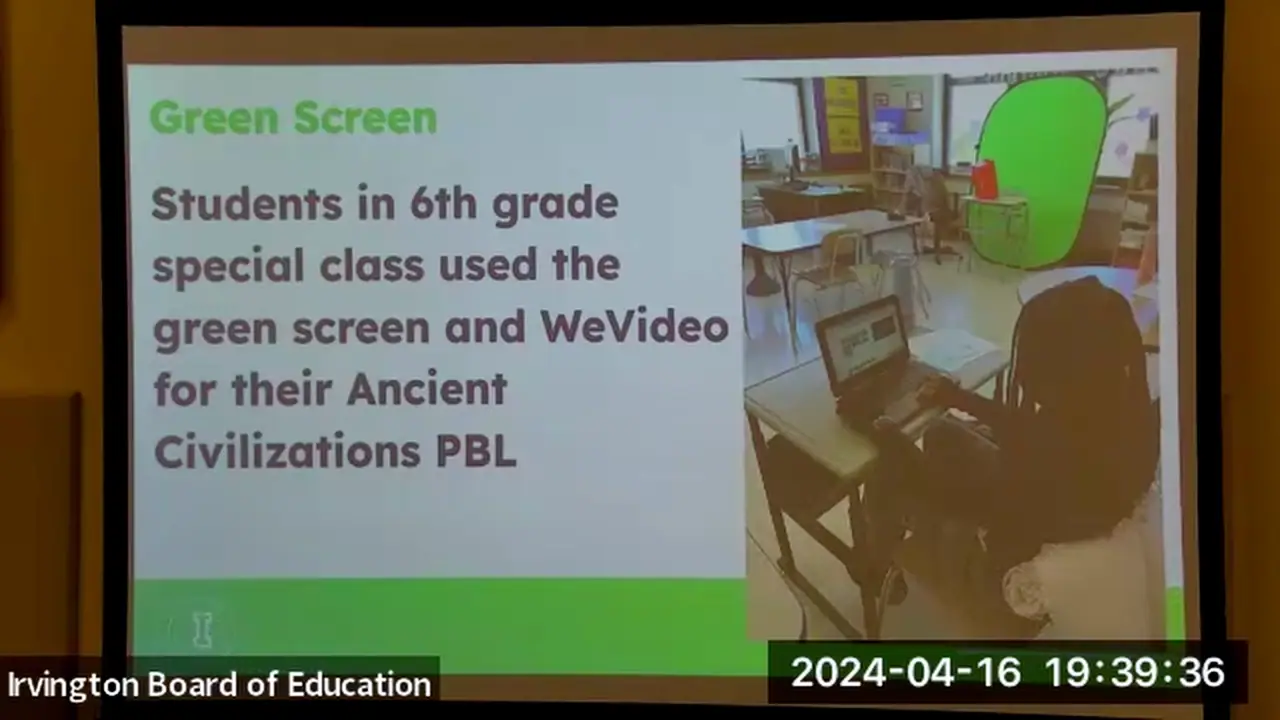 Green Screen
Students in 6th grade
special class used the
green screen and WeVideo
for their Ancient
Civilizations PBL
I
Irvington Board of Education
2024-04-16 19:39:36